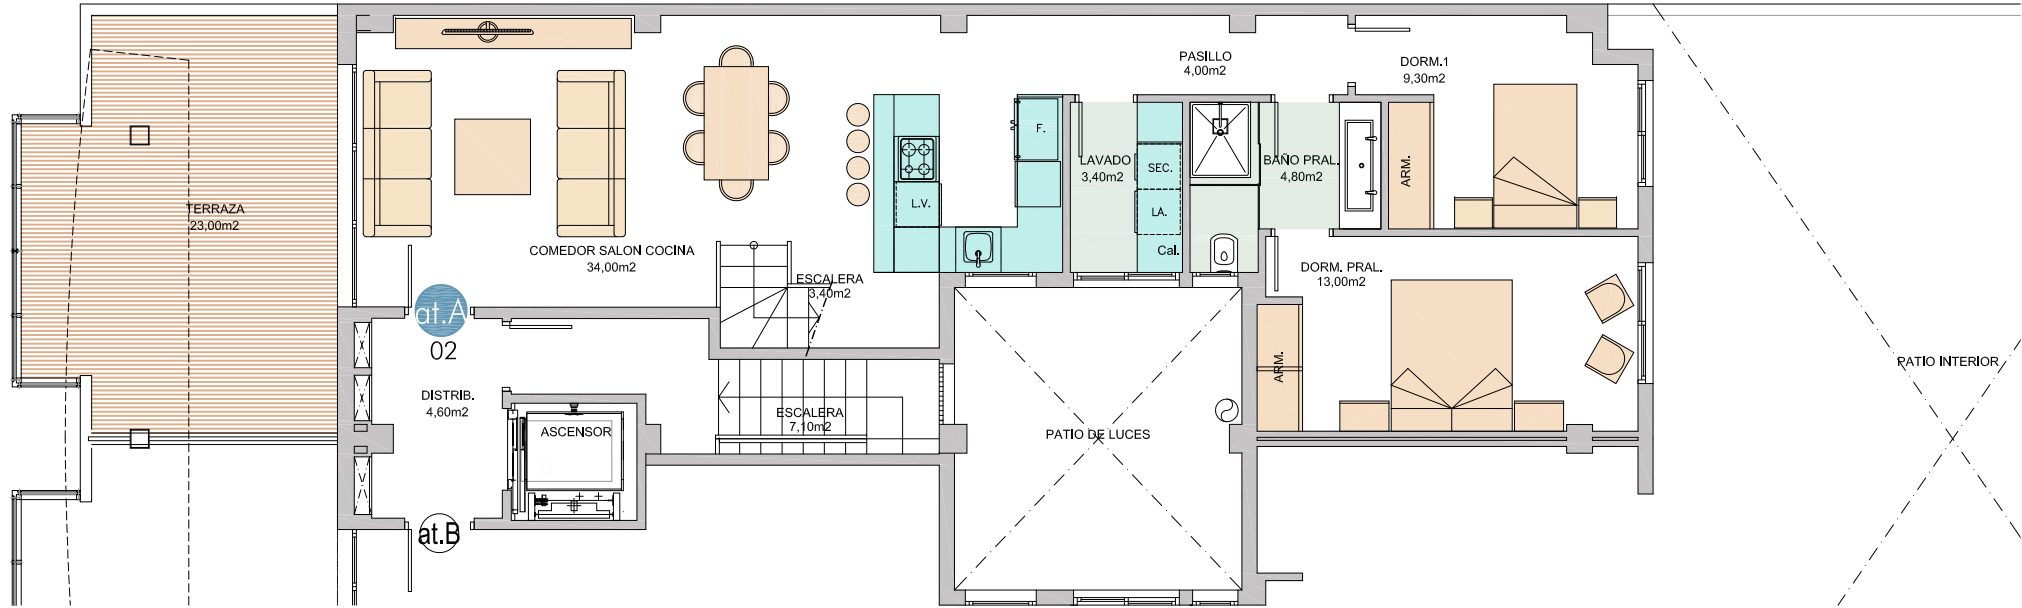 TERRAZA
23,00m2
COMEDOR SALON COCINA
34,00m2
ESCALERA
3,40m2
L.V.
F.
LAVADO
3,40m2
SEC.
LA.
Cal.
PASILLO
4,00m2
BAÑO PRAL.
4,80m2
DORM.1
9,30m2
ARM.
DORM. PRAL.
13,00m2
ARM.
at.A
02
DISTRIB.
4,60m2
ASCENSOR
ESCALERA
7,10m2
PATIO DE LUCES
PATIO INTERIOR
at.B